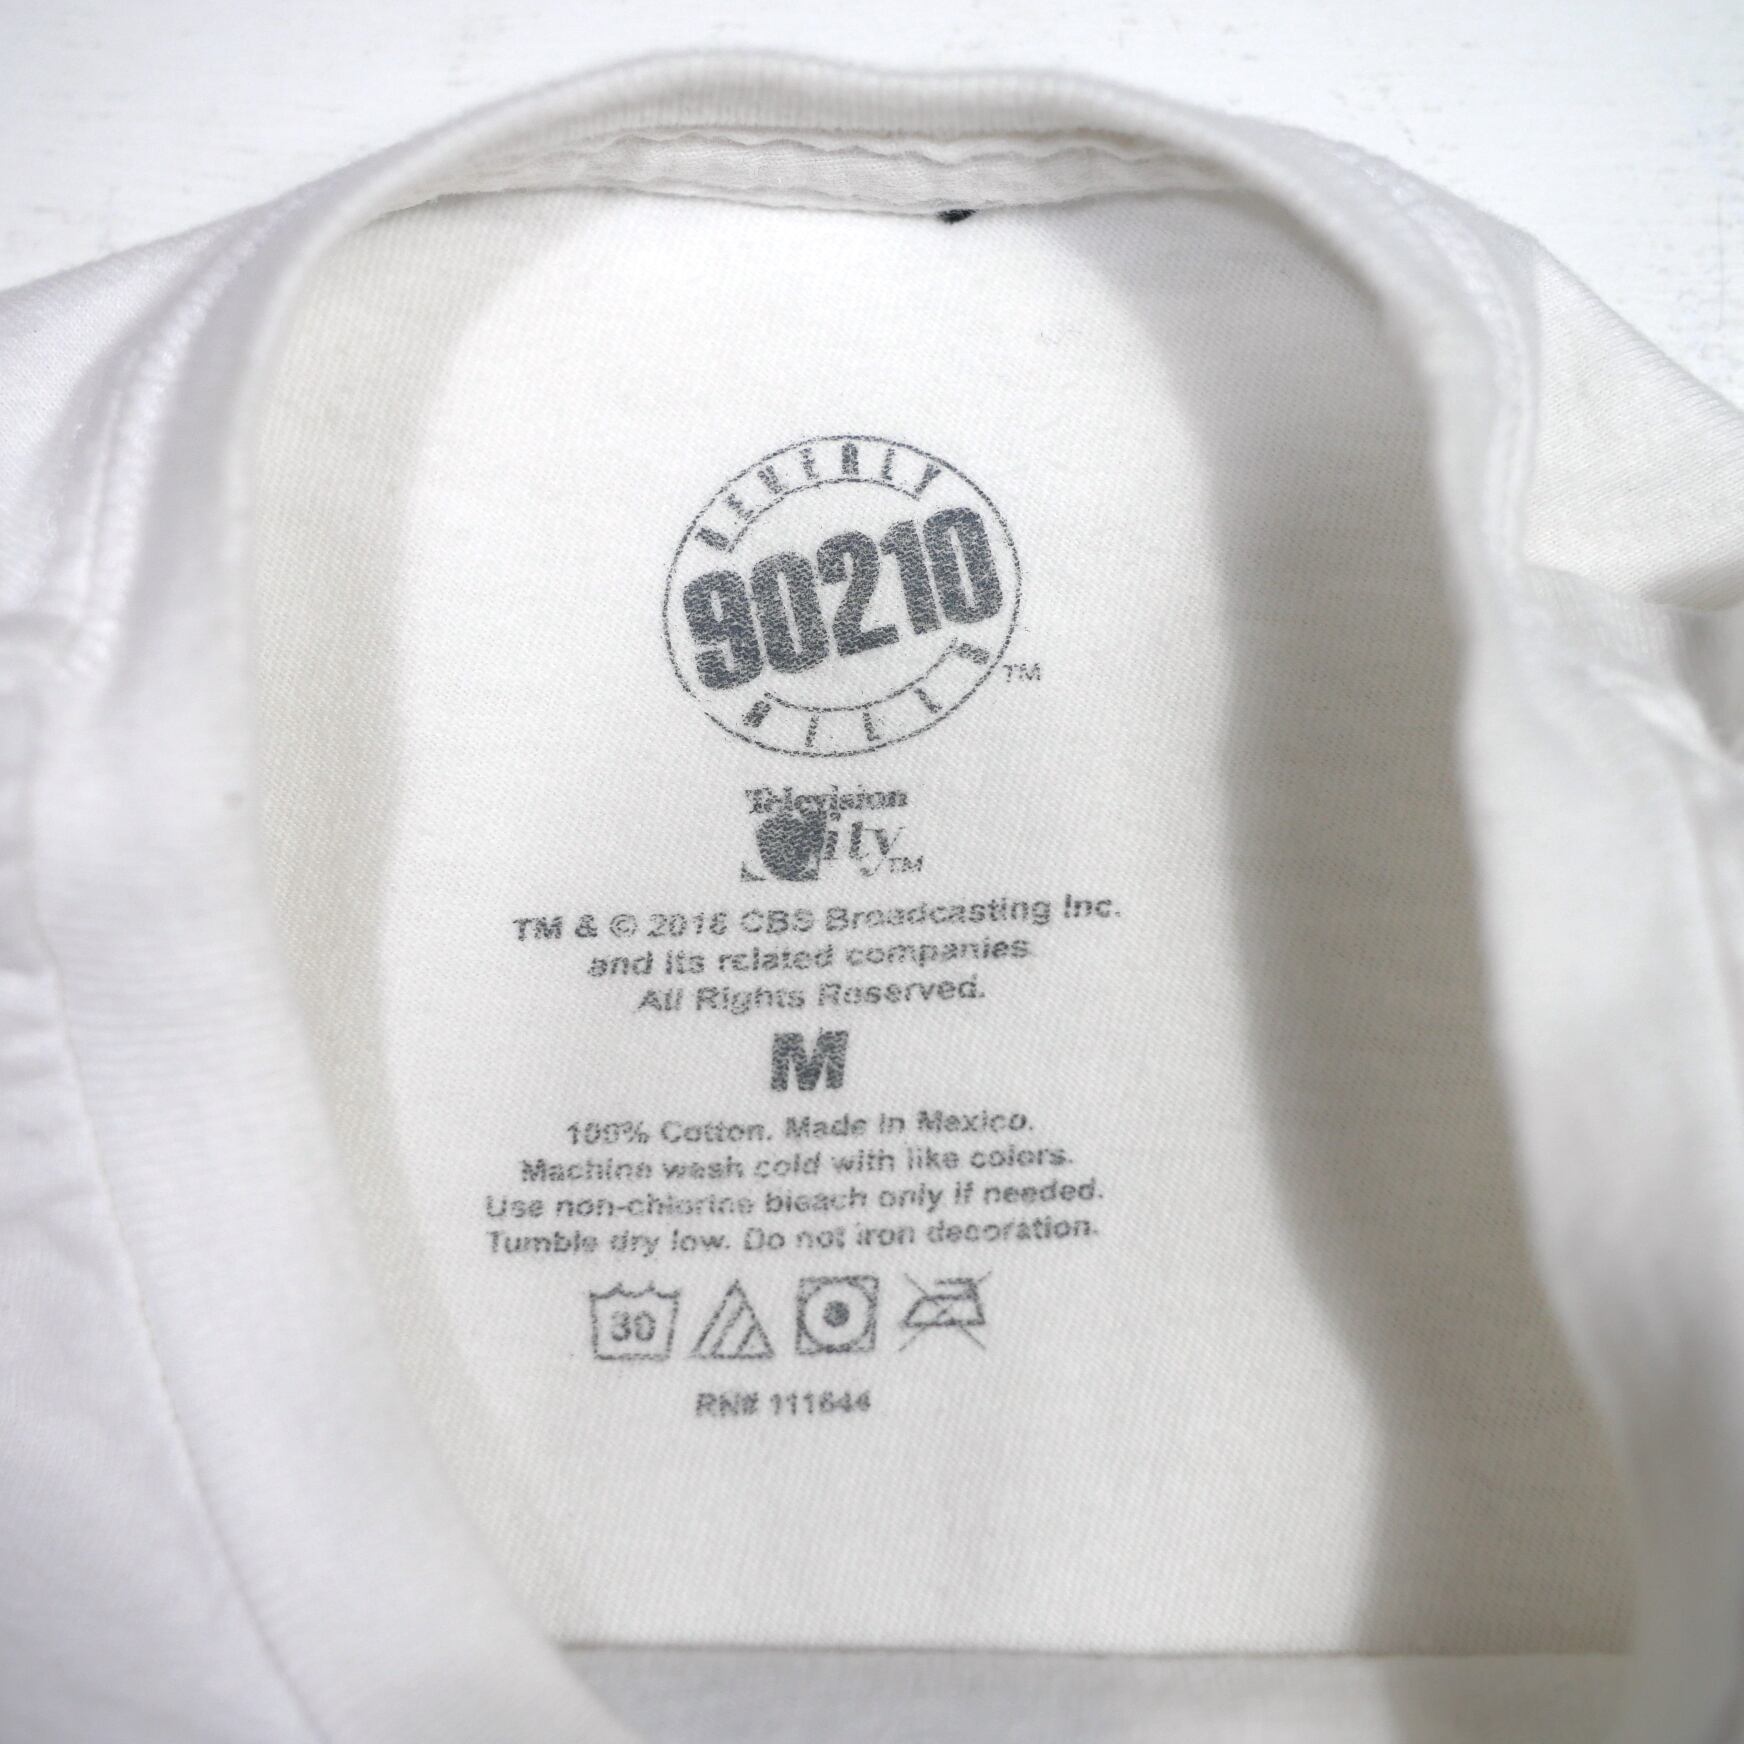 BEVERLY
90210
HILLS
TM
Television
City TM
TM & © 2016 CBS Broadcasting Inc.
and its related companies.
All Rights Reserved.
M
100% Cotton. Made in Mexico.
Machine wash cold with like colors.
Use non-chlorine bleach only if needed.
Tumble dry low. Do not iron decoration.
30
RN# 111644